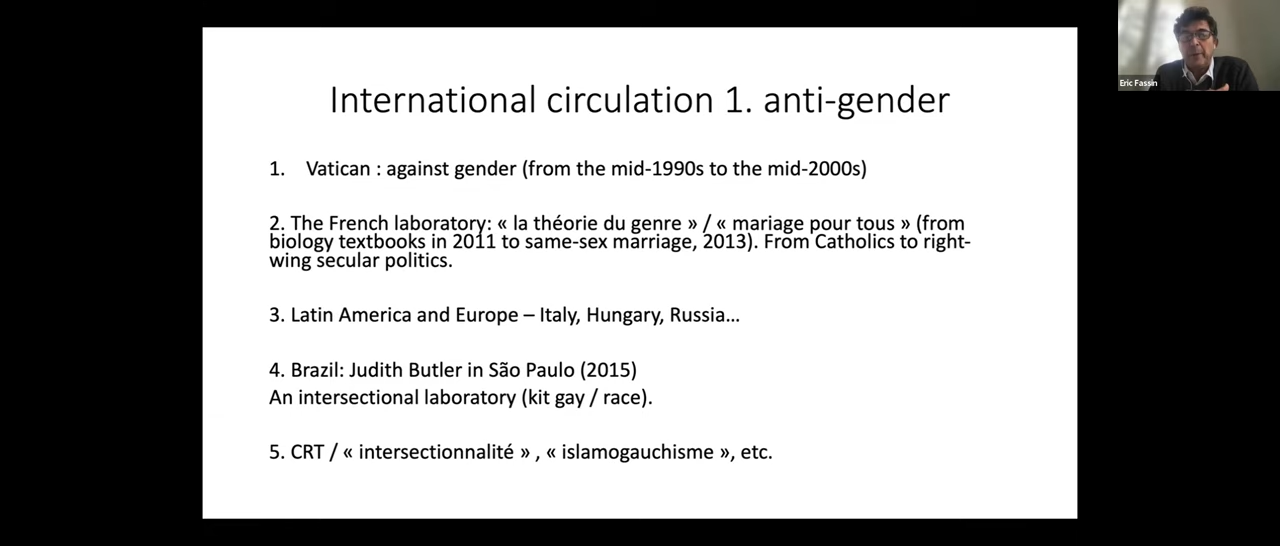 International circulation 1. anti-gender
1. Vatican : against gender (from the mid-1990s to the mid-2000s)
2. The French laboratory: « la théorie du genre » / « mariage pour tous » (from
biology textbooks in 2011 to same-sex marriage, 2013). From Catholics to right-
wing secular politics.
3. Latin America and Europe – Italy, Hungary, Russia…
4. Brazil: Judith Butler in São Paulo (2015)
An intersectional laboratory (kit gay / race).
5. CRT / « intersectionnalité » , « islamogauchisme », etc.
Eric Fassin